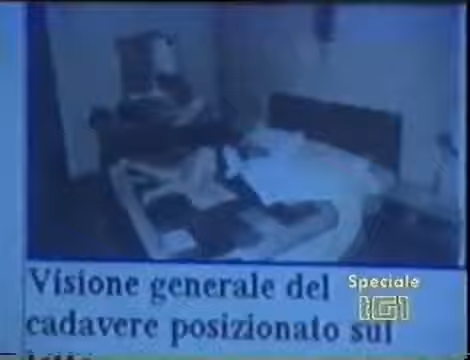 Visione generale del
cadavere posizionato sul
Speciale
tG1